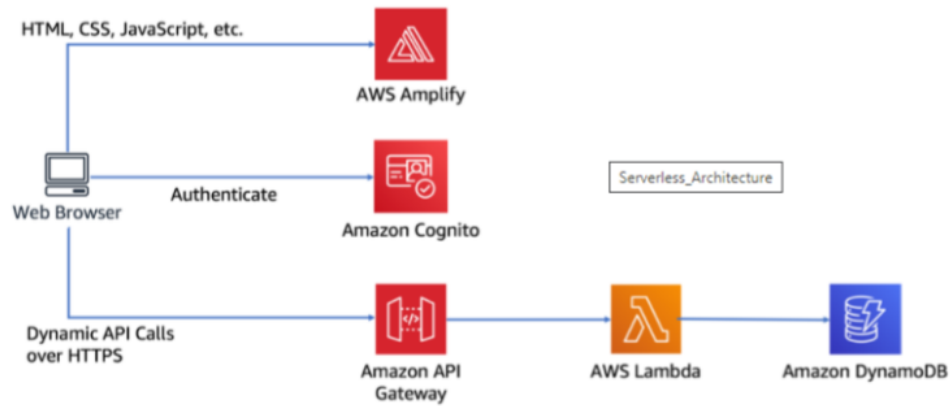 HTML, CSS, JavaScript, etc.
AWS Amplify
Authenticate
Web Browser
Amazon Cognito
Serverless_Architecture
Dynamic API Calls
over HTTPS
Amazon API
Gateway
AWS Lambda
Amazon DynamoDB